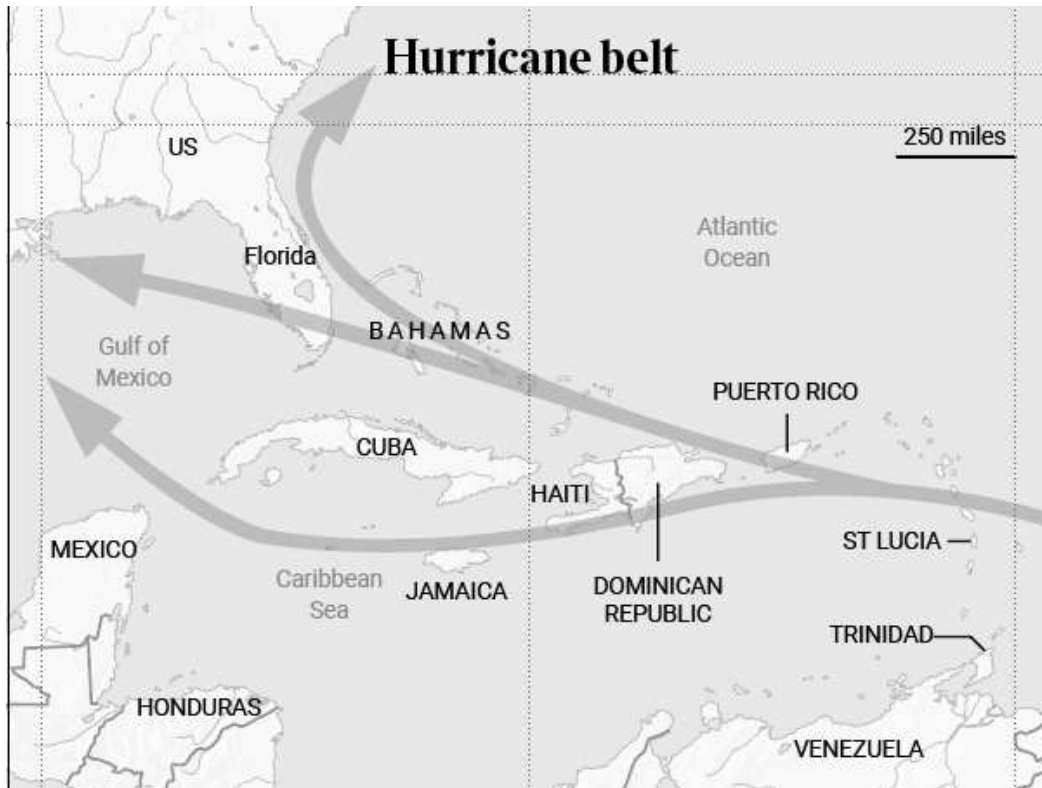 Hurricane belt
250 miles
US
Atlantic
Ocean
Florida
BAHAMAS
Gulf of
Mexico
PUERTO RICO
CUBA
HAITI
MEXICO
ST LUCIA
Caribbean
Sea
JAMAICA
DOMINICAN
REPUBLIC
TRINIDAD
HONDURAS
VENEZUELA